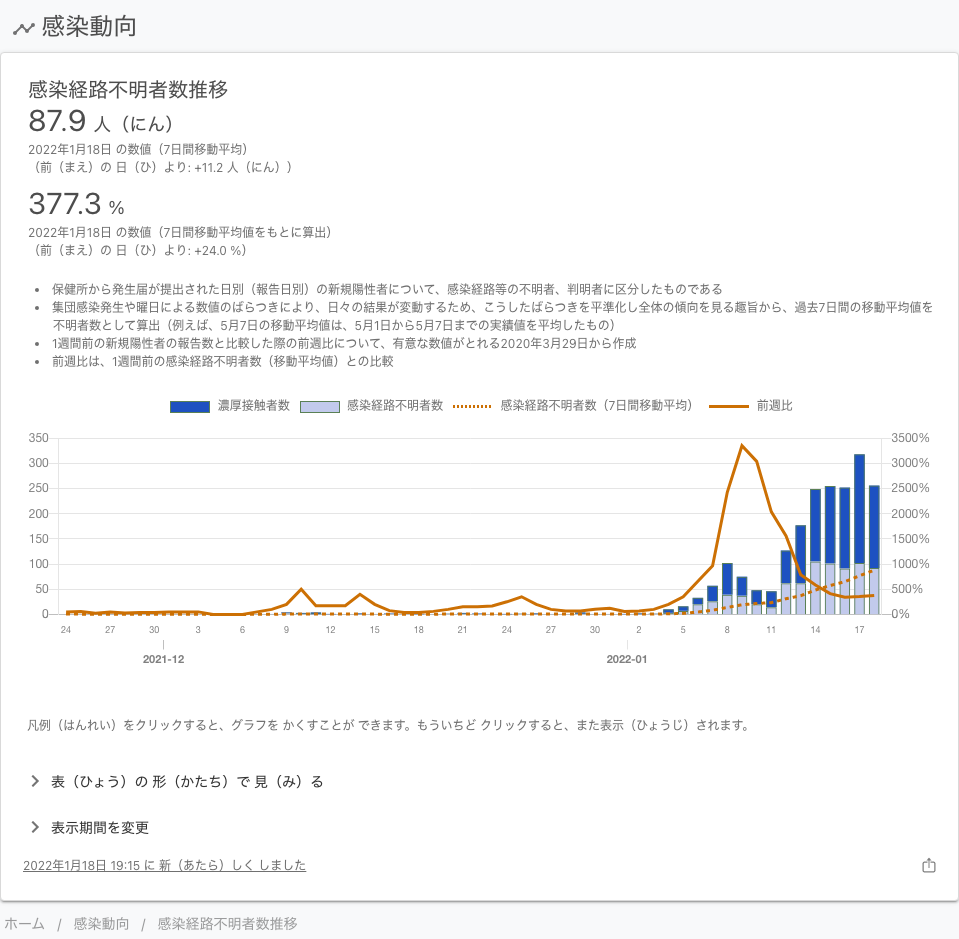 感染動向
感染経路不明者数推移
87.9 人（にん）
2022年1月18日 の数値（7日間移動平均）
（前（まえ）の 日（ひ）より: +11.2 人（にん））
377.3 %
2022年1月18日 の数値（7日間移動平均値をもとに算出）
（前（まえ）の 日（ひ）より: +24.0 %）
• 保健所から発生届が提出された日別（報告日別）の新規陽性者について、感染経路等の不明者、判明者に区分したものである
• 集団感染発生や曜日による数値のばらつきにより、日々の結果が変動するため、こうしたばらつきを平準化し全体の傾向を見る趣旨から、過去7日間の移動平均値を
不明者数として算出（例えば、5月7日の移動平均値は、5月1日から5月7日までの実績値を平均したもの）
• 1週間前の新規陽性者の報告数と比較した際の前週比について、有意な数値がとれる2020年3月29日から作成
• 前週比は、1週間前の感染経路不明者数（移動平均値）との比較
濃厚接触者数 感染経路不明者数 感染経路不明者数（7日間移動平均） 前週比
350 3500%
300 3000%
250 2500%
200 2000%
150 1500%
100 1000%
50 500%
0 0%
24 27 30 3 6 9 12 15 18 21 24 27 30 2 5 8 11 14 17
2021-12 2022-01
凡例（はんれい）をクリックすると、グラフを かくすことが できます。もういちど クリックすると、また表示（ひょうじ）されます。
表（ひょう）の 形（かたち）で 見（み）る
表示期間を変更
2022年1月18日 19:15 に 新（あたら）しく しました
ホーム / 感染動向 / 感染経路不明者数推移